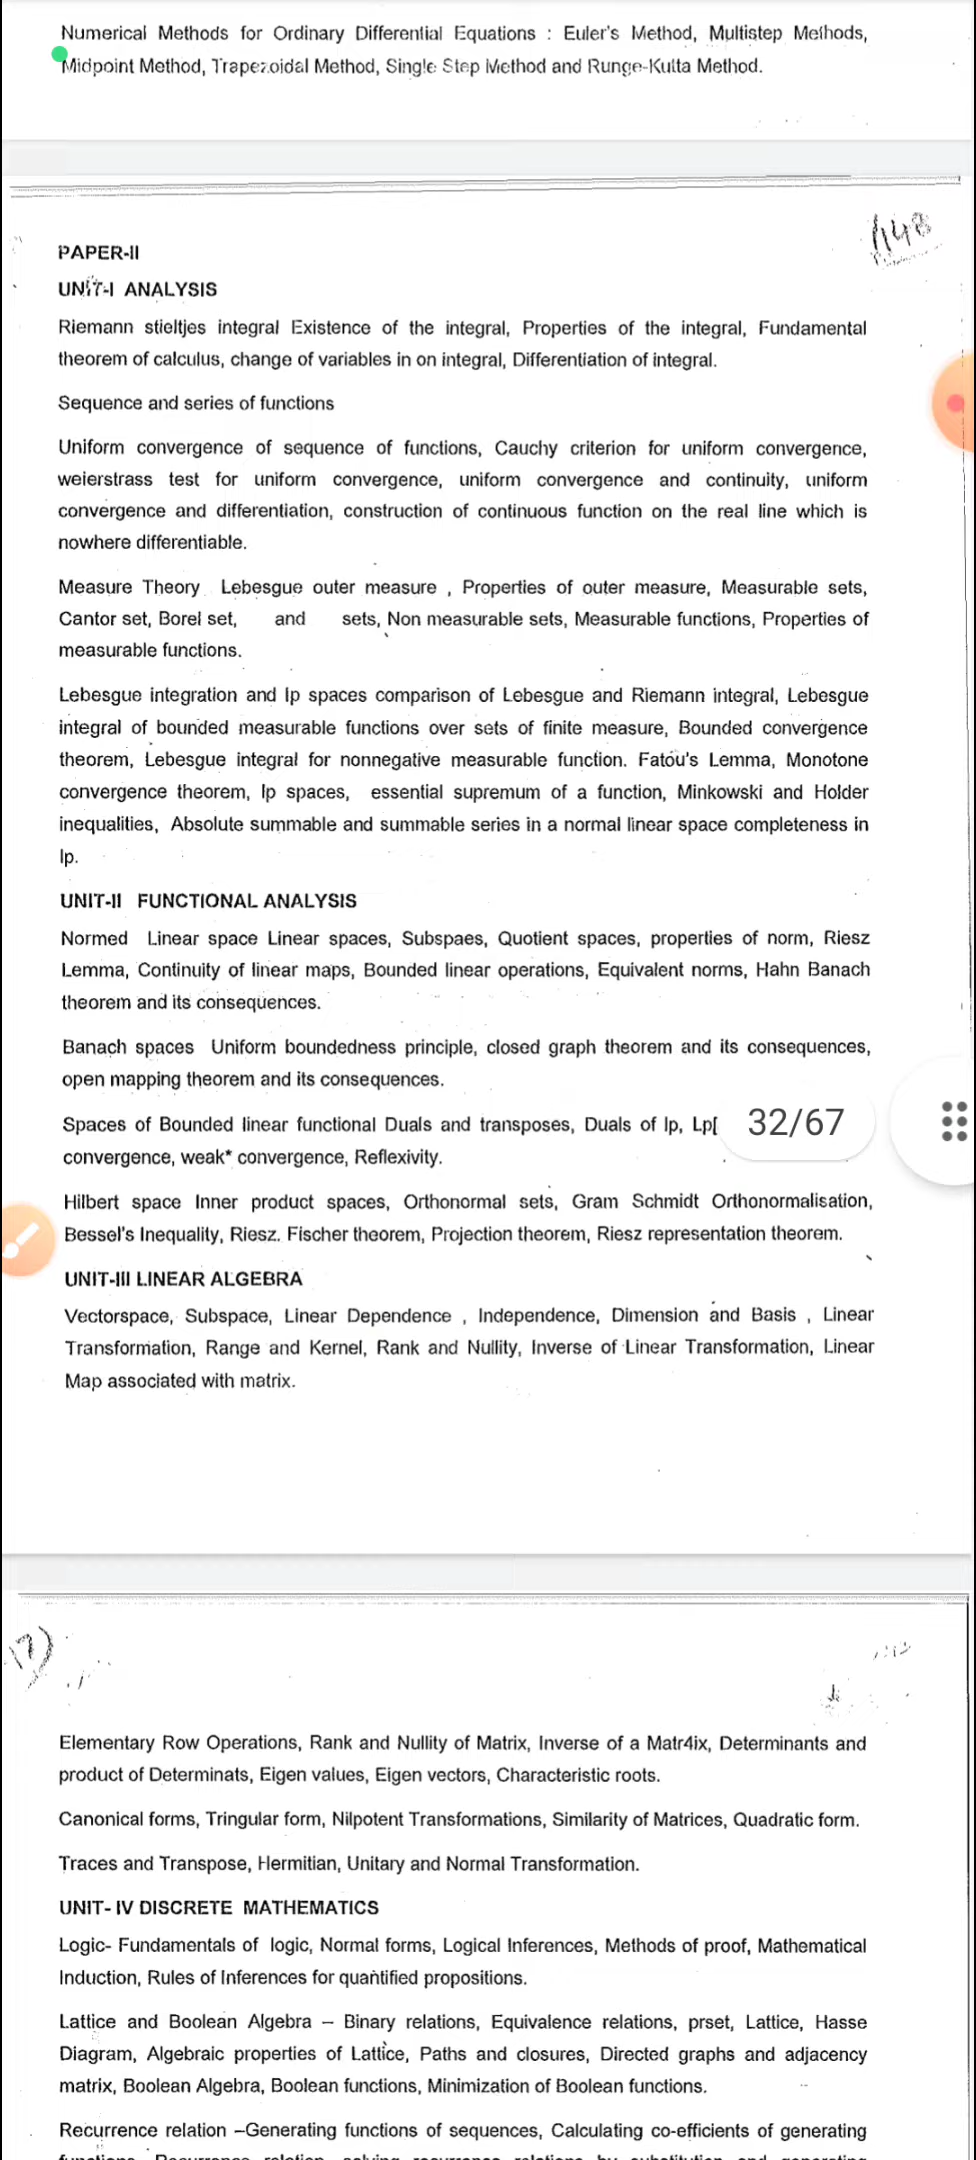 Numerical Methods for Ordinary Differential Equations : Euler's Method, Multistep Methods,
Midpoint Method, Trapezoidal Method, Single Step Method and Runge-Kutta Method.
1148
PAPER-II
UNIT-I ANALYSIS
Riemann stieltjes integral Existence of the integral, Properties of the integral, Fundamental
theorem of calculus, change of variables in on integral, Differentiation of integral.
Sequence and series of functions
Uniform convergence of sequence of functions, Cauchy criterion for uniform convergence,
weierstrass test for uniform convergence, uniform convergence and continuity, uniform
convergence and differentiation, construction of continuous function on the real line which is
nowhere differentiable.
Measure Theory Lebesgue outer measure , Properties of outer measure, Measurable sets,
Cantor set, Borel set, and sets, Non measurable sets, Measurable functions, Properties of
measurable functions.
Lebesgue integration and lp spaces comparison of Lebesgue and Riemann integral, Lebesgue
integral of bounded measurable functions over sets of finite measure, Bounded convergence
theorem, Lebesgue integral for nonnegative measurable function. Fatou's Lemma, Monotone
convergence theorem, lp spaces, essential supremum of a function, Minkowski and Holder
inequalities, Absolute summable and summable series in a normal linear space completeness in
lp.
UNIT-II FUNCTIONAL ANALYSIS
Normed Linear space Linear spaces, Subspaes, Quotient spaces, properties of norm, Riesz
Lemma, Continuity of linear maps, Bounded linear operations, Equivalent norms, Hahn Banach
theorem and its consequences.
Banach spaces Uniform boundedness principle, closed graph theorem and its consequences,
open mapping theorem and its consequences.
Spaces of Bounded linear functional Duals and transposes, Duals of lp, Lp[
32/67
convergence, weak* convergence, Reflexivity.
Hilbert space Inner product spaces, Orthonormal sets, Gram Schmidt Orthonormalisation,
Bessel's Inequality, Riesz. Fischer theorem, Projection theorem, Riesz representation theorem.
UNIT-III LINEAR ALGEBRA
Vectorspace, Subspace, Linear Dependence , Independence, Dimension and Basis , Linear
Transformation, Range and Kernel, Rank and Nullity, Inverse of Linear Transformation, Linear
Map associated with matrix.
Elementary Row Operations, Rank and Nullity of Matrix, Inverse of a Matr4ix, Determinants and
product of Determinats, Eigen values, Eigen vectors, Characteristic roots.
Canonical forms, Tringular form, Nilpotent Transformations, Similarity of Matrices, Quadratic form.
Traces and Transpose, Hermitian, Unitary and Normal Transformation.
UNIT- IV DISCRETE MATHEMATICS
Logic- Fundamentals of logic, Normal forms, Logical Inferences, Methods of proof, Mathematical
Induction, Rules of Inferences for quantified propositions.
Lattice and Boolean Algebra – Binary relations, Equivalence relations, prset, Lattice, Hasse
Diagram, Algebraic properties of Lattice, Paths and closures, Directed graphs and adjacency
matrix, Boolean Algebra, Boolean functions, Minimization of Boolean functions.
Recurrence relation –Generating functions of sequences, Calculating co-efficients of generating